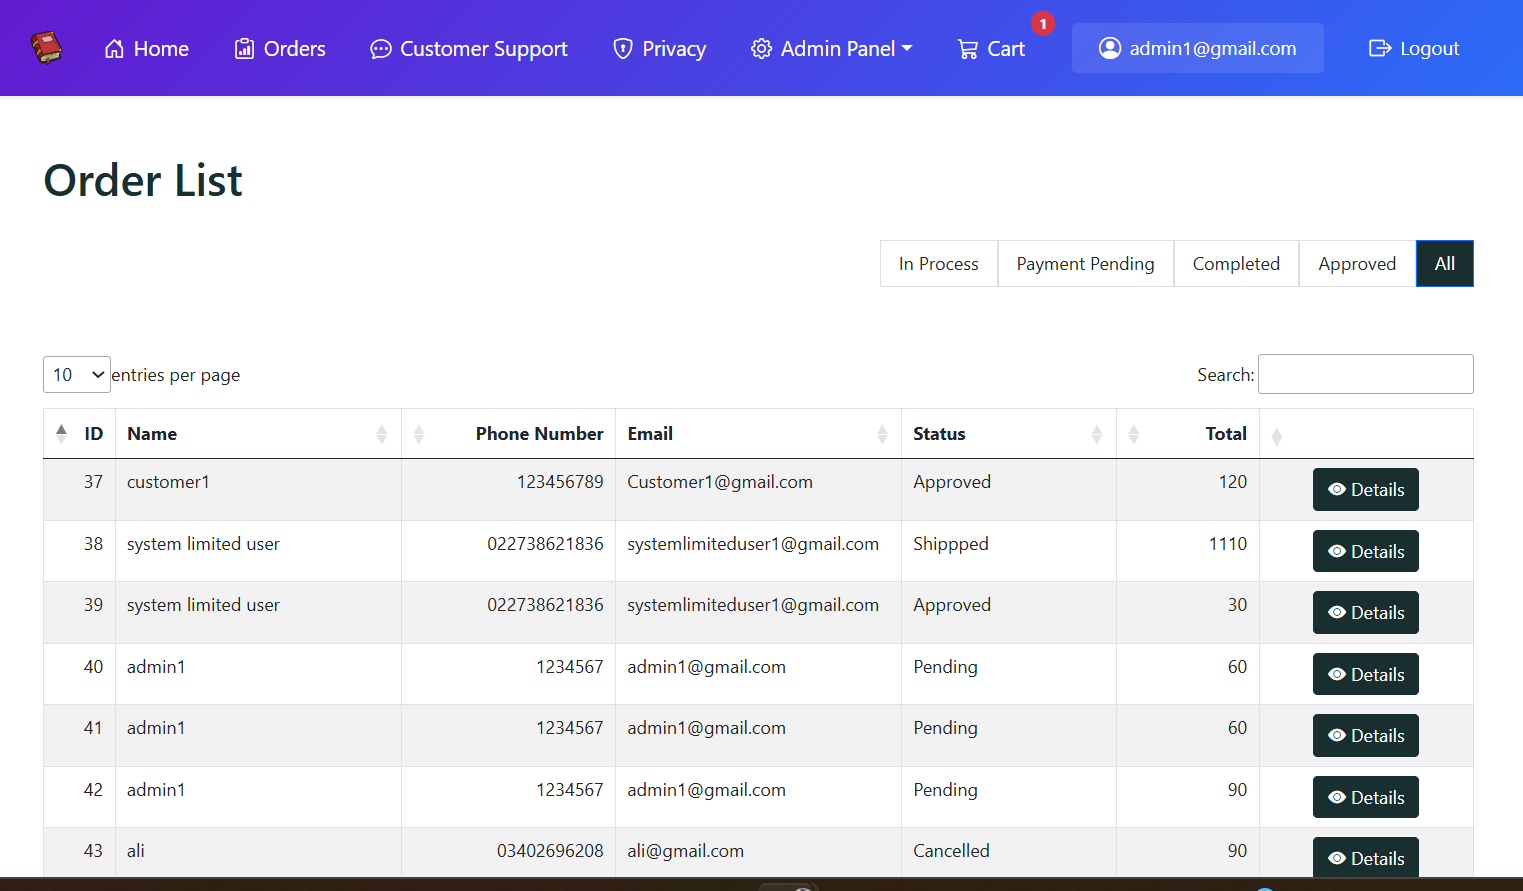 Home Orders Customer Support Privacy Admin Panel Cart 1 admin1@gmail.com Logout
Order List
In Process Payment Pending Completed Approved All
10 entries per page Search:
ID Name Phone Number Email Status Total
37 customer1 123456789 Customer1@gmail.com Approved 120 Details
38 system limited user 022738621836 systemlimiteduser1@gmail.com Shippped 1110 Details
39 system limited user 022738621836 systemlimiteduser1@gmail.com Approved 30 Details
40 admin1 1234567 admin1@gmail.com Pending 60 Details
41 admin1 1234567 admin1@gmail.com Pending 60 Details
42 admin1 1234567 admin1@gmail.com Pending 90 Details
43 ali 03402696208 ali@gmail.com Cancelled 90 Details